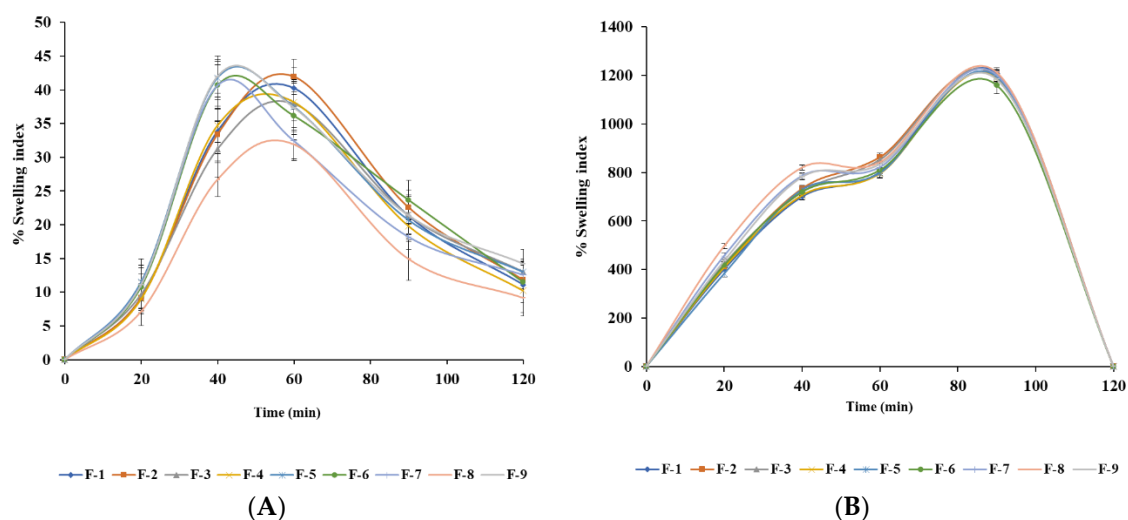 50
45
40
35
30
25
20
15
10
5
0
% Swelling index
0 20 40 60 80 100 120
Time (min)
F-1 F-2 F-3 F-4 F-5 F-6 F-7 F-8 F-9
(A)
1400
1200
1000
800
600
400
200
0
% Swelling index
0 20 40 60 80 100 120
Time (min)
F-1 F-2 F-3 F-4 F-5 F-6 F-7 F-8 F-9
(B)